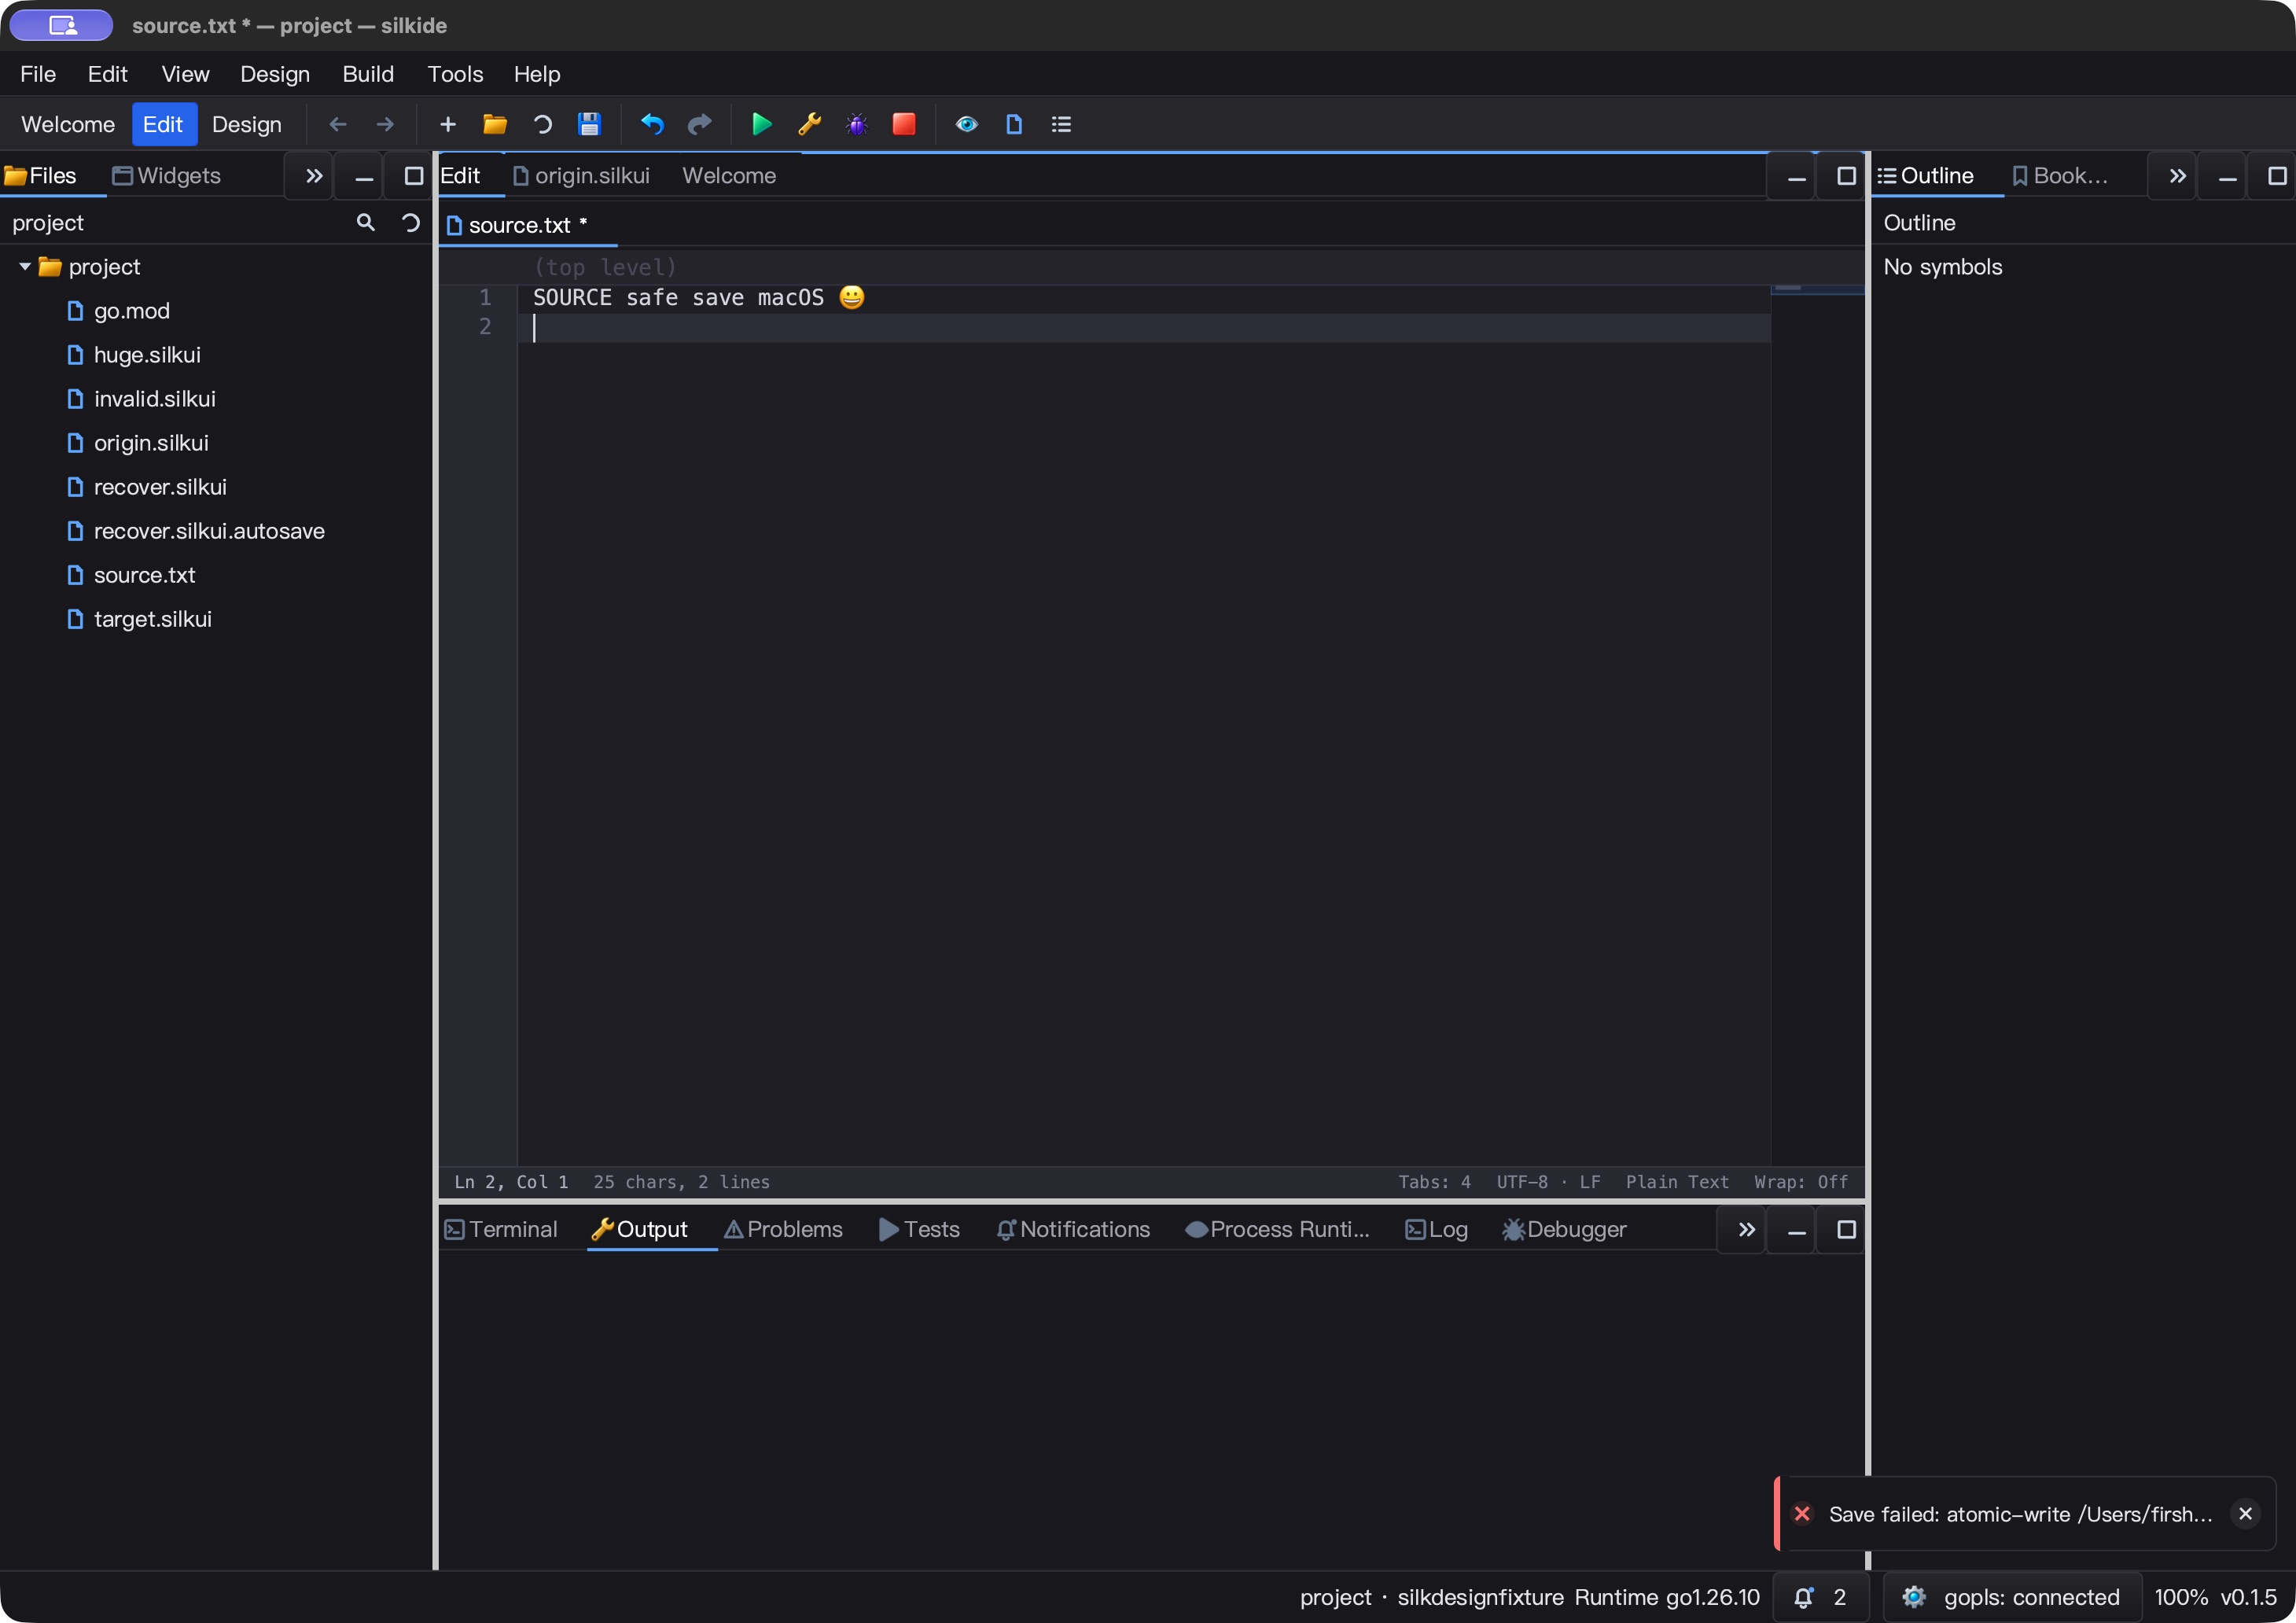 source.txt * — project — silkide
File Edit View Design Build Tools Help
Welcome Edit Design
Files Widgets
Edit origin.silkui Welcome
Outline Book...
project
source.txt *
Outline
project
(top level)
No symbols
go.mod
huge.silkui
invalid.silkui
origin.silkui
recover.silkui
recover.silkui.autosave
source.txt
target.silkui
1 SOURCE safe save macOS 😀
2
Ln 2, Col 1 25 chars, 2 lines Tabs: 4 UTF-8 · LF Plain Text Wrap: Off
Terminal Output Problems Tests Notifications Process Runti... Log Debugger
Save failed: atomic-write /Users/firsh...
project · silkdesignfixture Runtime go1.26.10 2 gopls: connected 100% v0.1.5